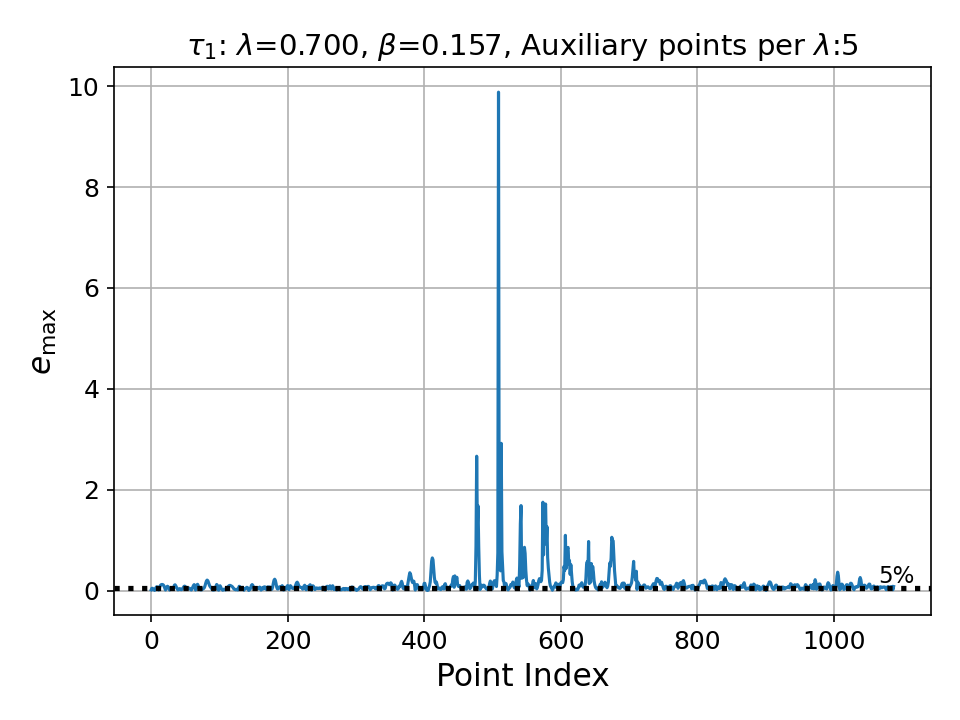 τ₁: λ=0.700, β=0.157, Auxiliary points per λ:5
10
8
6
4
2
0
e_max
5%
0 200 400 600 800 1000
Point Index